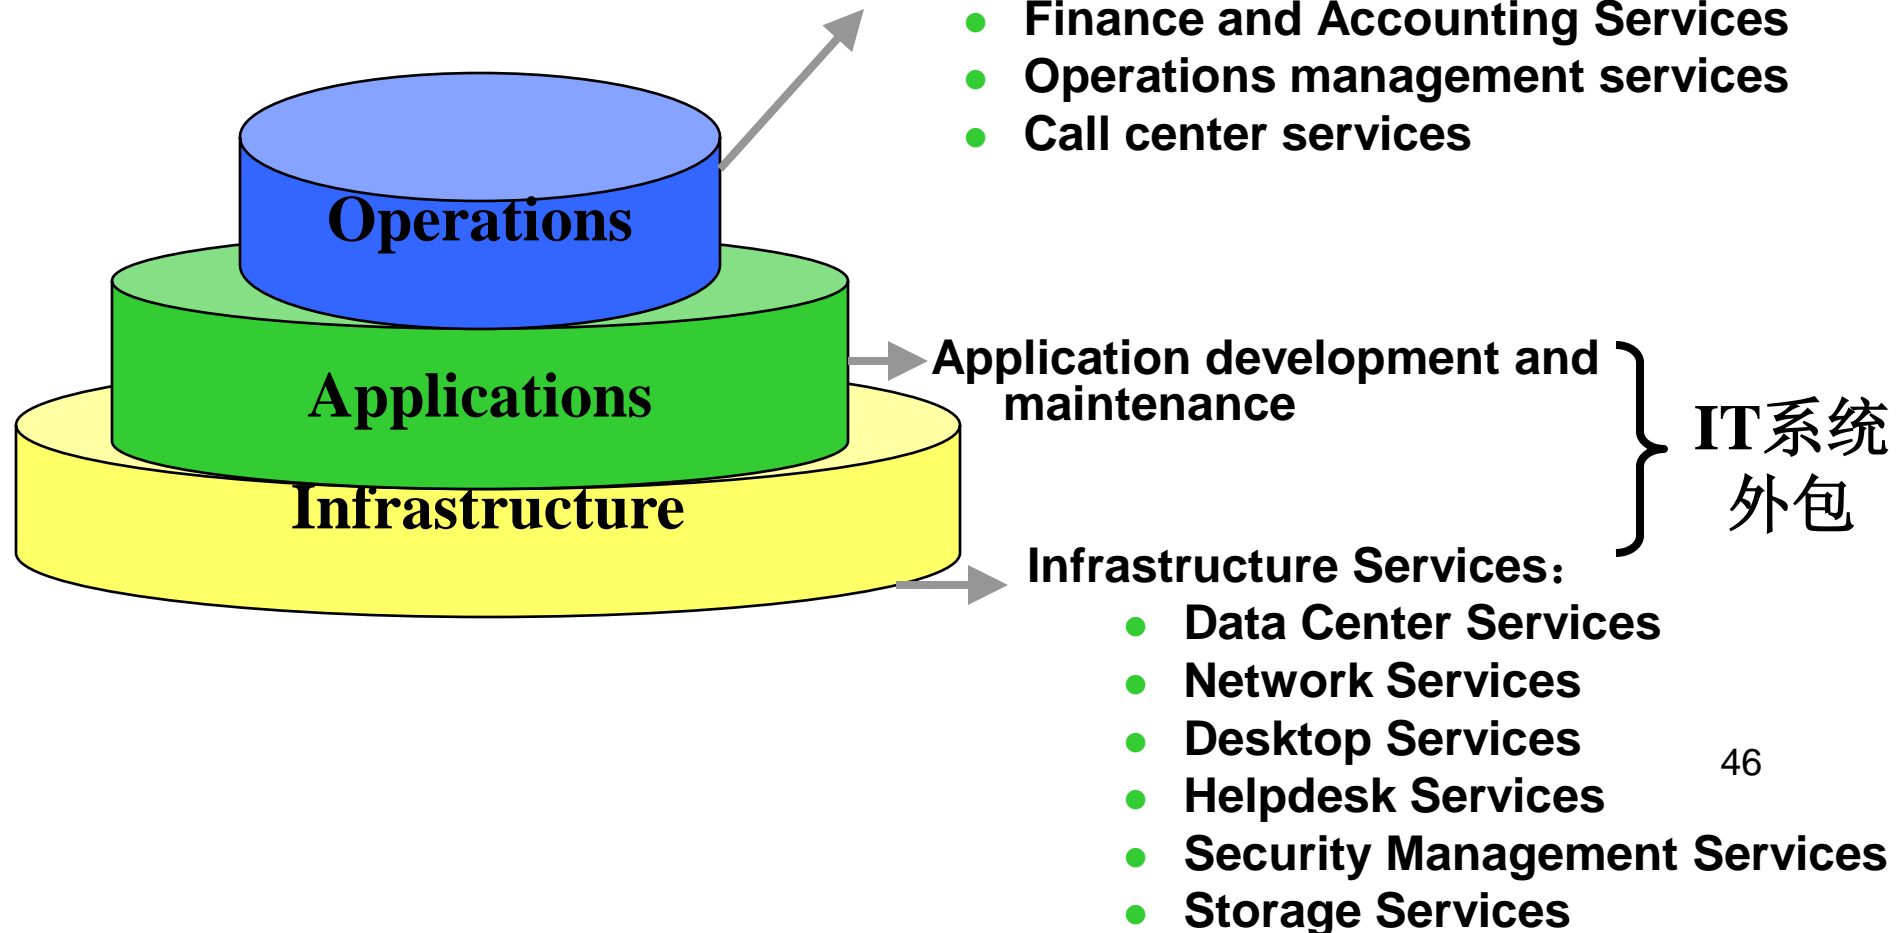 Finance and Accounting Services
Operations management services
Call center services
Operations
Applications
Infrastructure
Application development and
maintenance
IT系统
外包
Infrastructure Services：
Data Center Services
Network Services
Desktop Services
Helpdesk Services
Security Management Services
Storage Services
46